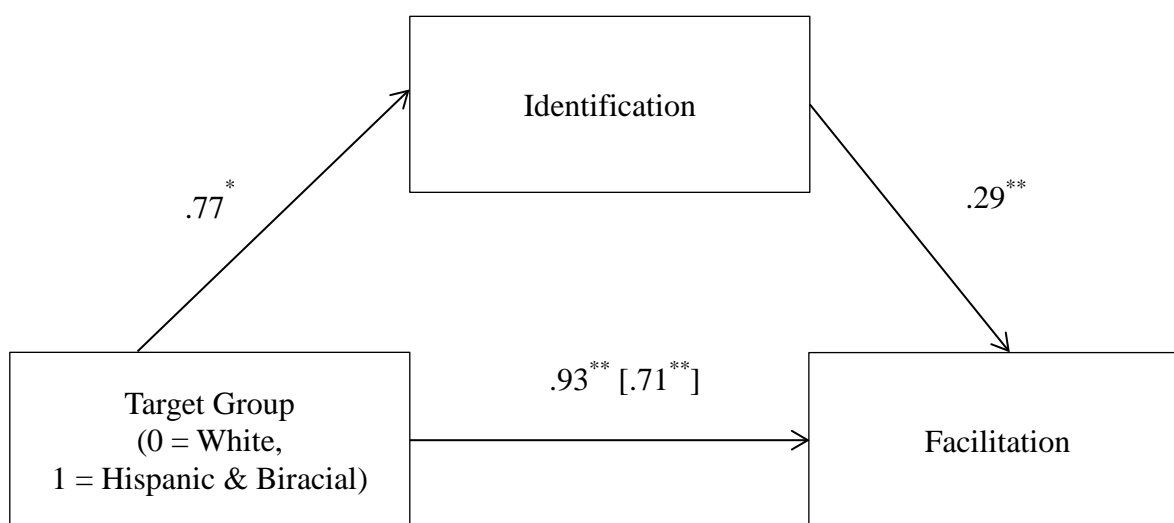 Identification
.77*
.29**
.93** [.71**]
Target Group
(0 = White,
1 = Hispanic & Biracial)
Facilitation